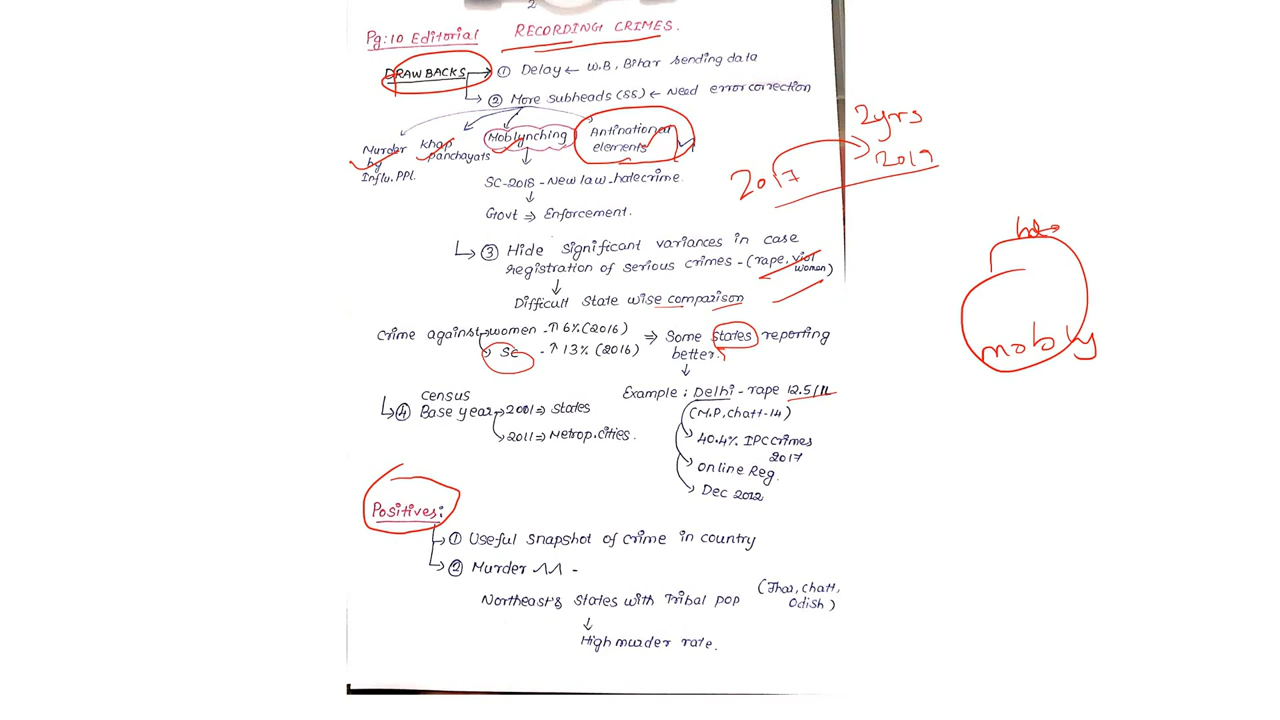 2
Pg:10 Editorial RECORDING CRIMES.
DRAWBACKS → ① Delay ← W.B, Bihar sending data
② More Subheads (SS) ← Need error correction
Murder by Influ. PPL.
Khap panchayats
Moblynching
Antinational elements
SC-2018 - New law - hatecrime.
↓
Govt ⇒ Enforcement.
③ Hide significant variances in case
registration of serious crimes - (rape, viol women)
↓
Difficult State wise comparison
Crime against → women - ↑ 6% (2016) ⇒ Some states reporting
SC - ↑ 13% (2016) better.
↓
Example : Delhi - rape 12.5/1L
(M.P, chatt-14)
40.4% IPC crimes
2017
online Reg.
Dec 2012
census
④ Base year → 2001 ⇒ states
2011 ⇒ Metrop. cities.
Positives:
① Useful snapshot of crime in country
② Murder -
Northeast & states with Tribal pop (Jhar, chatt,
Odish)
↓
High murder rate.
2yrs
2017
2019
mobly